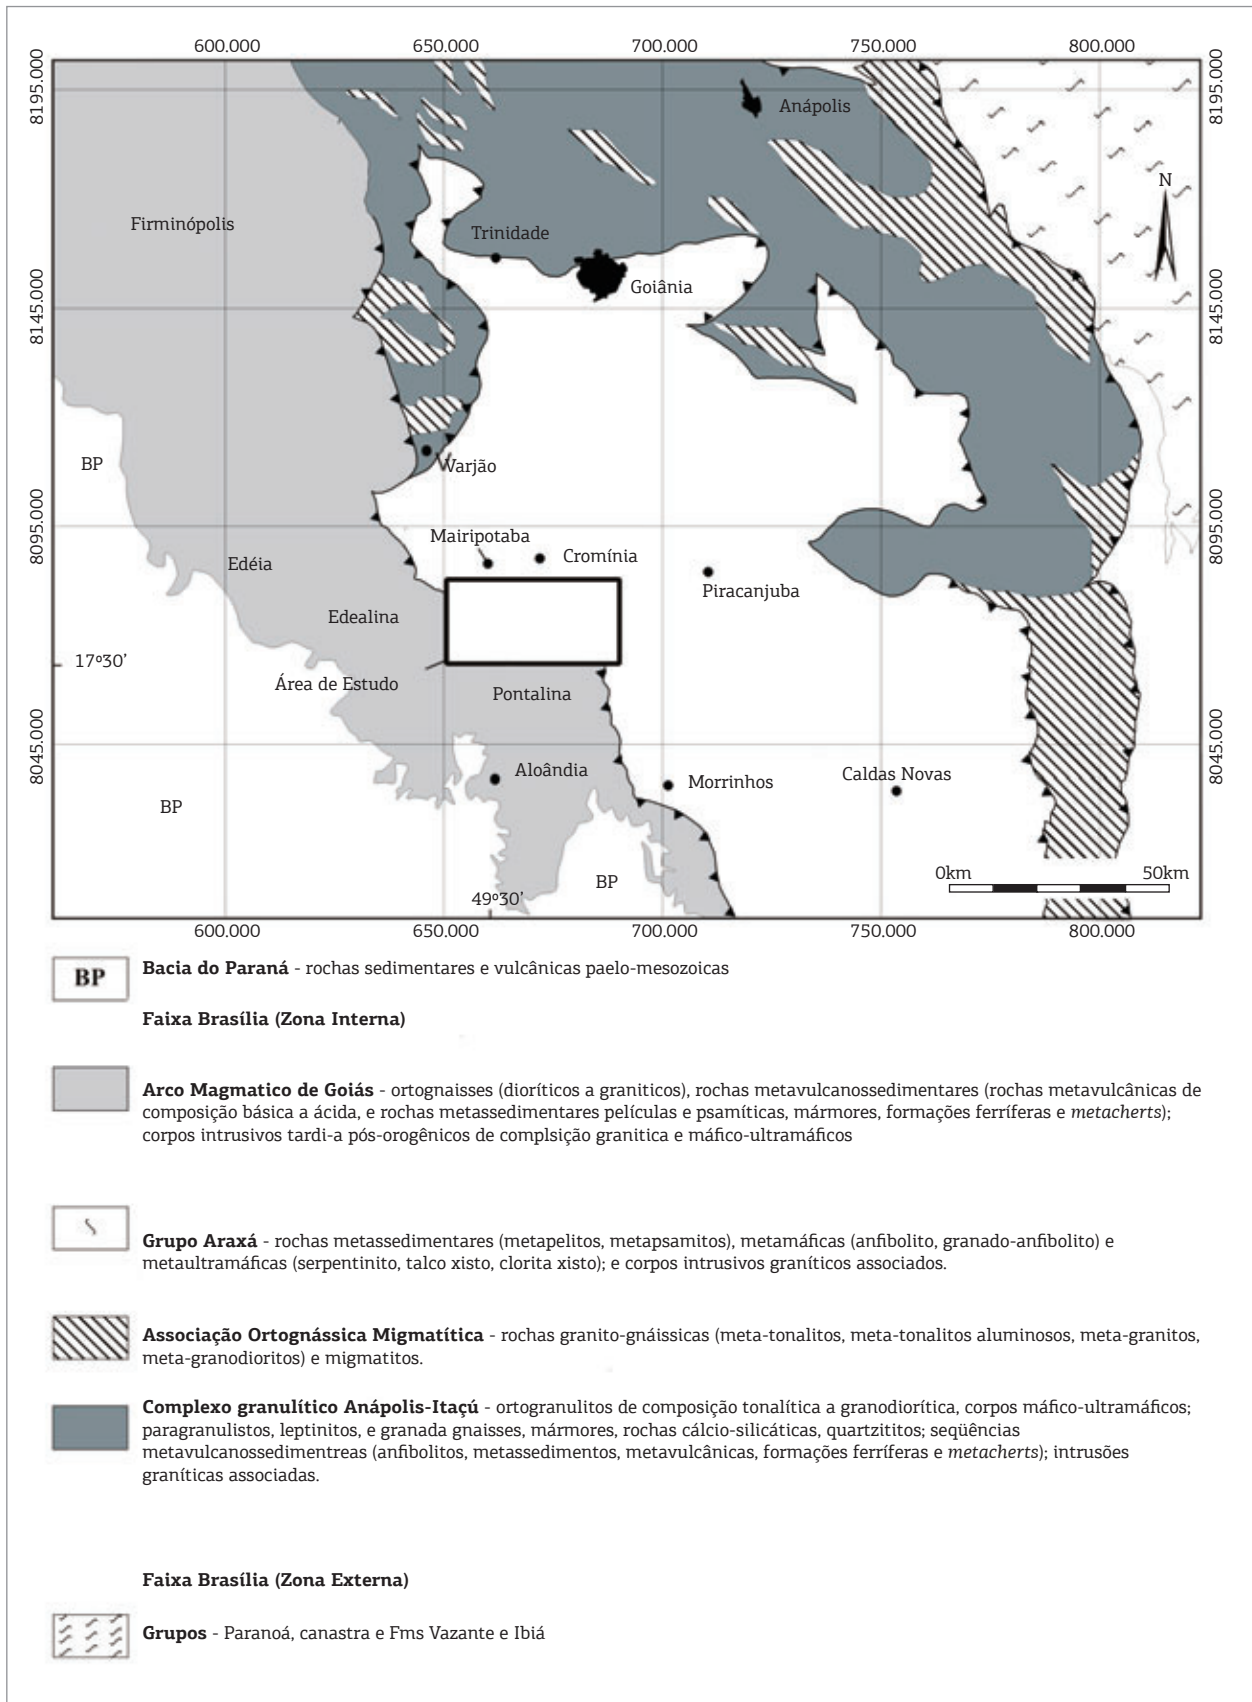 600.000 650.000 700.000 750.000 800.000
8195.000 8195.000
Anápolis
N
Firminópolis
Trinidade
Goiânia
8145.000 8145.000
BP
Varjão
8095.000 8095.000
Mairipotaba
Cromínia
Edéia
Piracanjuba
Edealina
17º30'
Área de Estudo
Pontalina
8045.000 8045.000
Aloândia
Morrinhos
Caldas Novas
BP
0km 50km
BP
49º30'
600.000 650.000 700.000 750.000 800.000
BP
Bacia do Paraná - rochas sedimentares e vulcânicas paelo-mesozoicas
Faixa Brasília (Zona Interna)
Arco Magmatico de Goiás - ortognaisses (dioríticos a graniticos), rochas metavulcanossedimentares (rochas metavulcânicas de
composição básica a ácida, e rochas metassedimentares películas e psamíticas, mármores, formações ferríferas e metacherts);
corpos intrusivos tardi-a pós-orogênicos de complsição granitica e máfico-ultramáficos
Grupo Araxá - rochas metassedimentares (metapelitos, metapsamitos), metamáficas (anfibolito, granado-anfibolito) e
metaultramáficas (serpentinito, talco xisto, clorita xisto); e corpos intrusivos graníticos associados.
Associação Ortognássica Migmatítica - rochas granito-gnáissicas (meta-tonalitos, meta-tonalitos aluminosos, meta-granitos,
meta-granodioritos) e migmatitos.
Complexo granulítico Anápolis-Itaçú - ortogranulitos de composição tonalítica a granodiorítica, corpos máfico-ultramáficos;
paragranulistos, leptinitos, e granada gnaisses, mármores, rochas cálcio-silicáticas, quartzititos; seqüências
metavulcanossedimentreas (anfibolitos, metassedimentos, metavulcânicas, formações ferríferas e metacherts); intrusões
graníticas associadas.
Faixa Brasília (Zona Externa)
Grupos - Paranoá, canastra e Fms Vazante e Ibiá